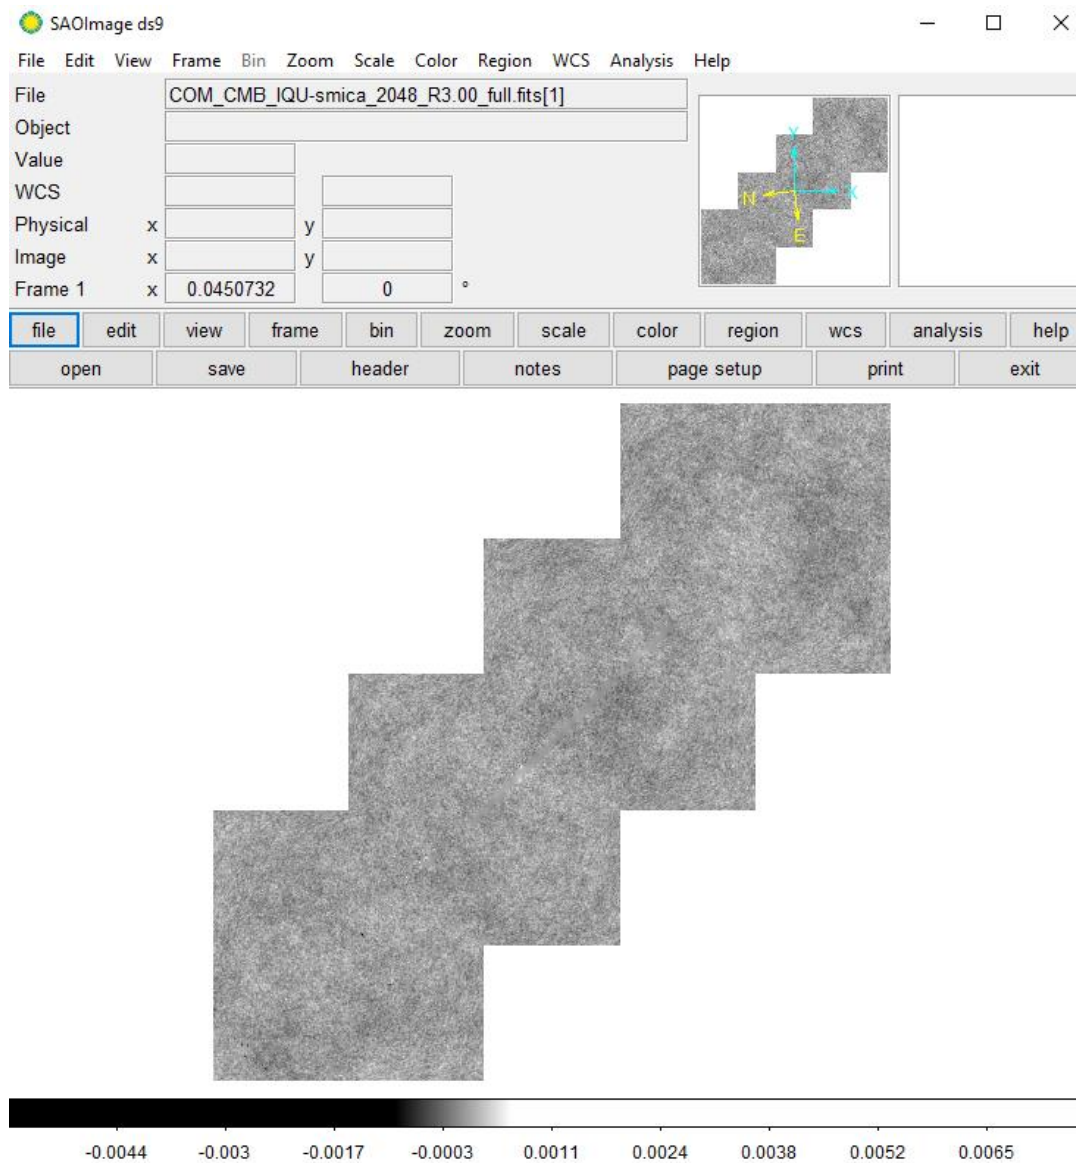 SAOImage ds9
File Edit View Frame Bin Zoom Scale Color Region WCS Analysis Help
File COM_CMB_IQU-smica_2048_R3.00_full.fits[1]
Object
Value
WCS
Physical x y
Image x y
Frame 1 x 0.0450732 0 °
Y
X
N
E
file edit view frame bin zoom scale color region wcs analysis help
open save header notes page setup print exit
-0.0044 -0.003 -0.0017 -0.0003 0.0011 0.0024 0.0038 0.0052 0.0065